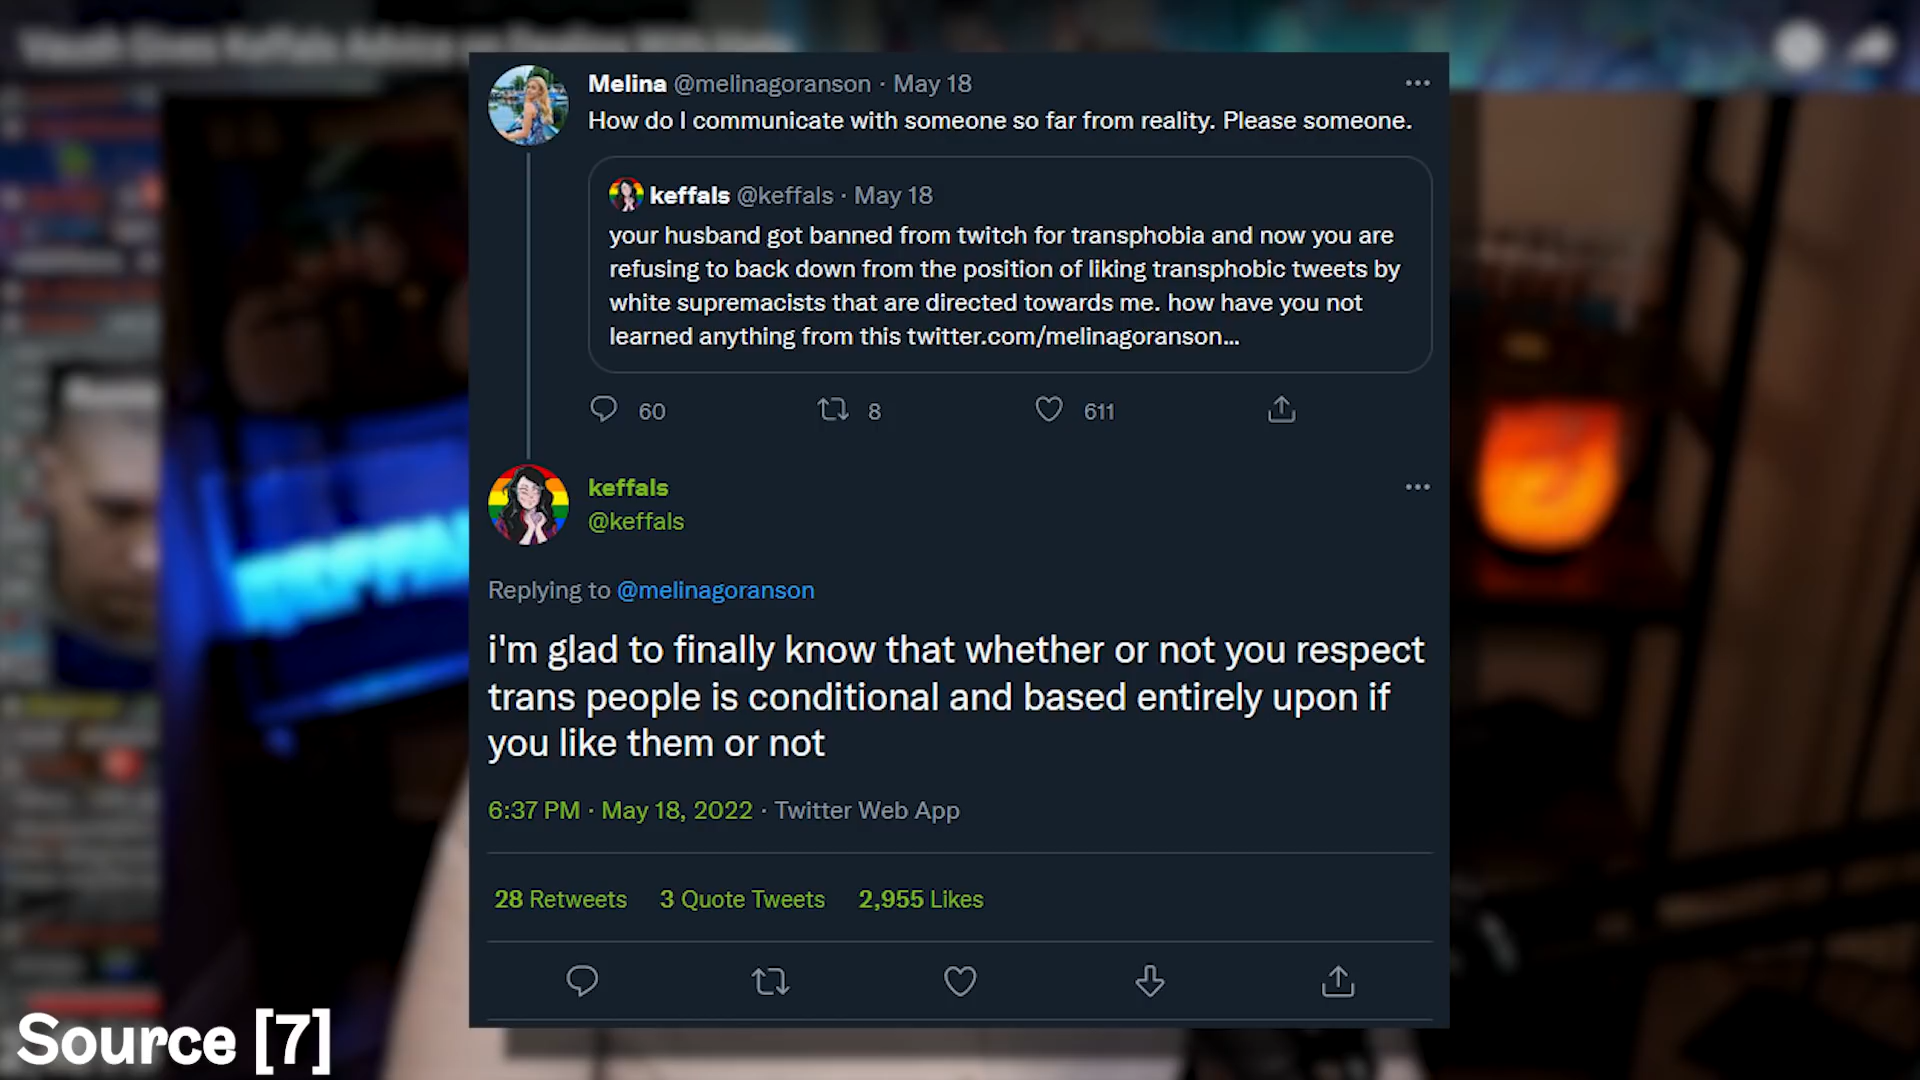 Melina @melinagoranson · May 18
How do I communicate with someone so far from reality. Please someone.
keffals @keffals · May 18
your husband got banned from twitch for transphobia and now you are
refusing to back down from the position of liking transphobic tweets by
white supremacists that are directed towards me. how have you not
learned anything from this twitter.com/melinagoranson...
60 8 611
keffals
@keffals
Replying to @melinagoranson
i'm glad to finally know that whether or not you respect
trans people is conditional and based entirely upon if
you like them or not
6:37 PM · May 18, 2022 · Twitter Web App
28 Retweets 3 Quote Tweets 2,955 Likes
Source [7]